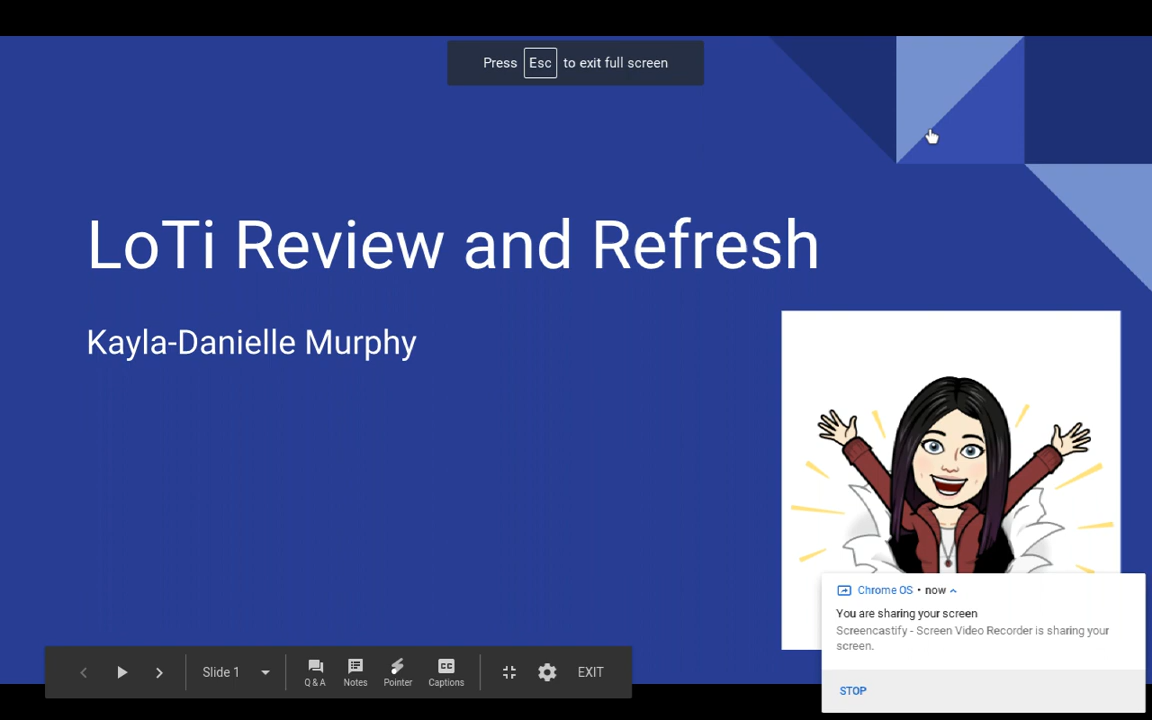 Press Esc to exit full screen
LoTi Review and Refresh
Kayla-Danielle Murphy
Chrome OS • now
You are sharing your screen
Screencastify - Screen Video Recorder is sharing your
screen.
STOP
Slide 1
Q & A
Notes
Pointer
CC
Captions
EXIT